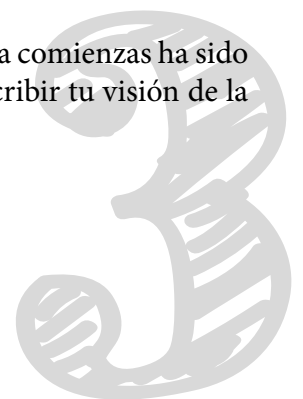 a comienzas ha sido
cribir tu visión de la
3